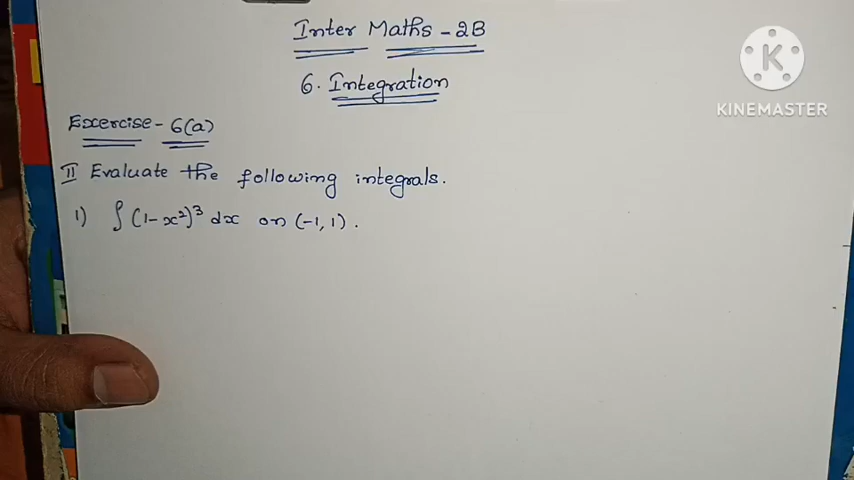 Inter Maths - 2B
6. Integration
K
KINEMASTER
Exercise - 6(a)
II Evaluate the following integrals.
1) ∫ (1-x²)³ dx on (-1, 1).